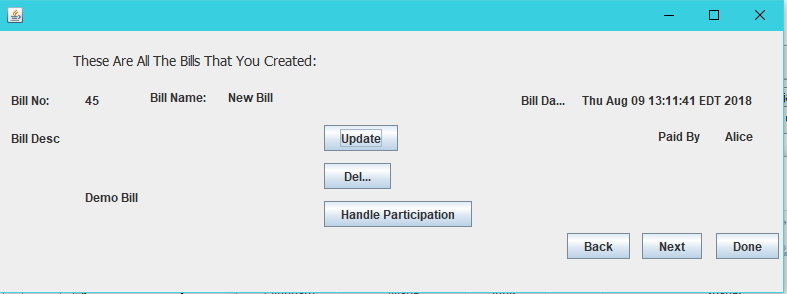 These Are All The Bills That You Created:
Bill No: 45 Bill Name: New Bill Bill Da... Thu Aug 09 13:11:41 EDT 2018
Bill Desc Update Paid By Alice
Del...
Demo Bill
Handle Participation
Back Next Done